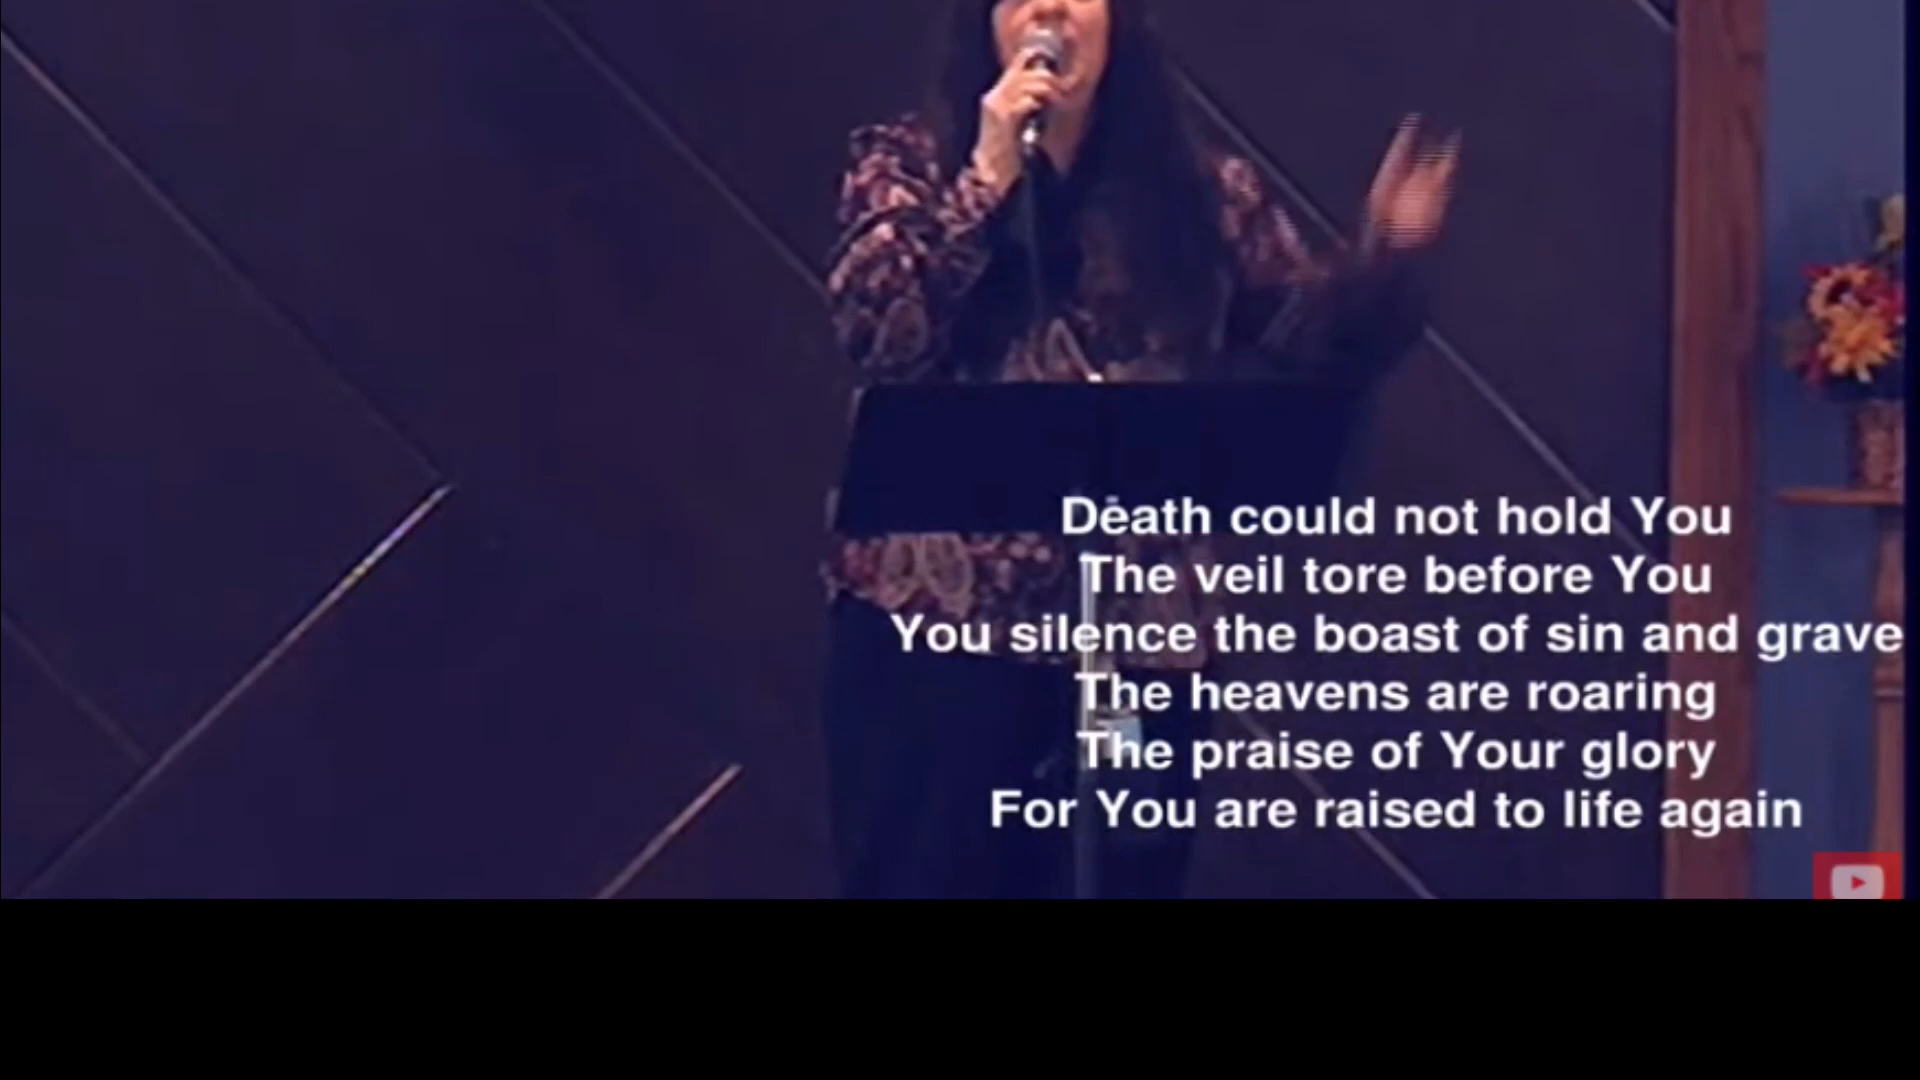 Death could not hold You
The veil tore before You
You silence the boast of sin and grave
The heavens are roaring
The praise of Your glory
For You are raised to life again